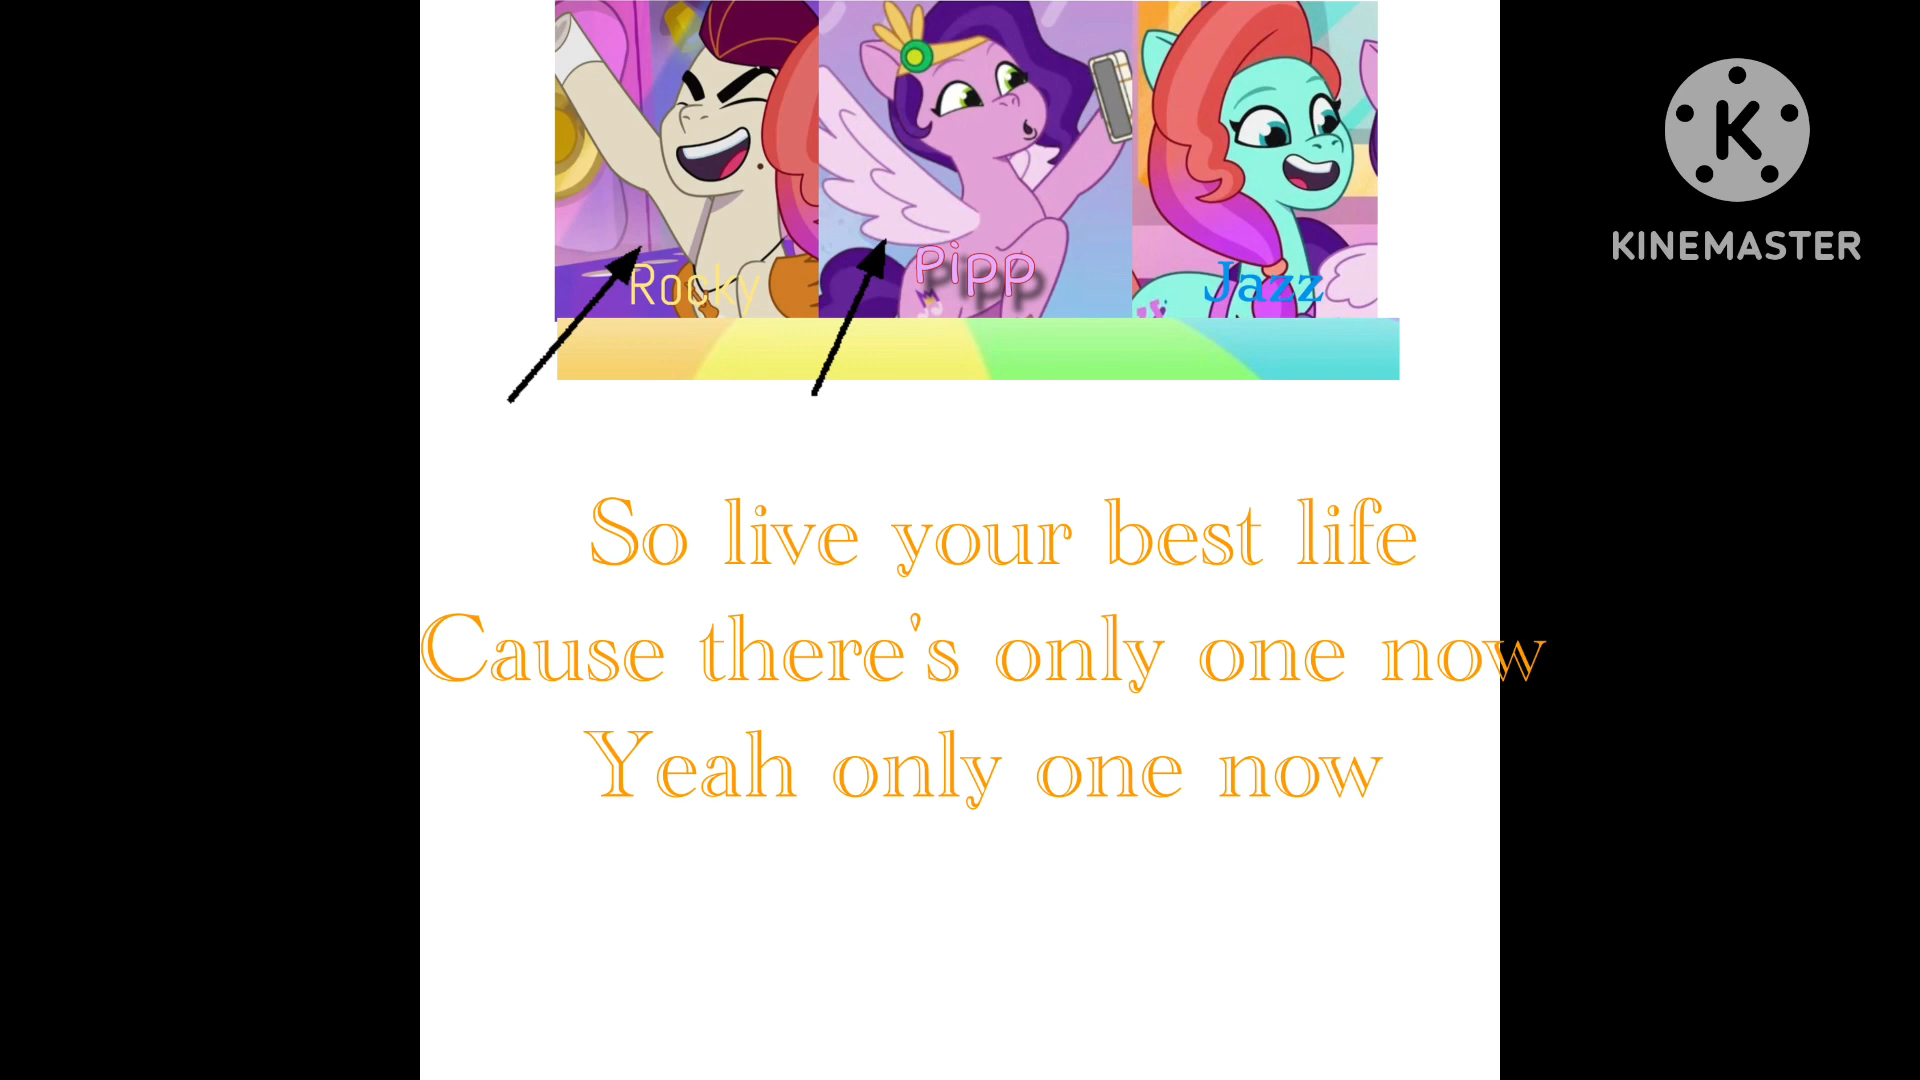 Rocky
Pipp
Jazz
K
KINEMASTER
So live your best life
Cause there's only one now
Yeah only one now